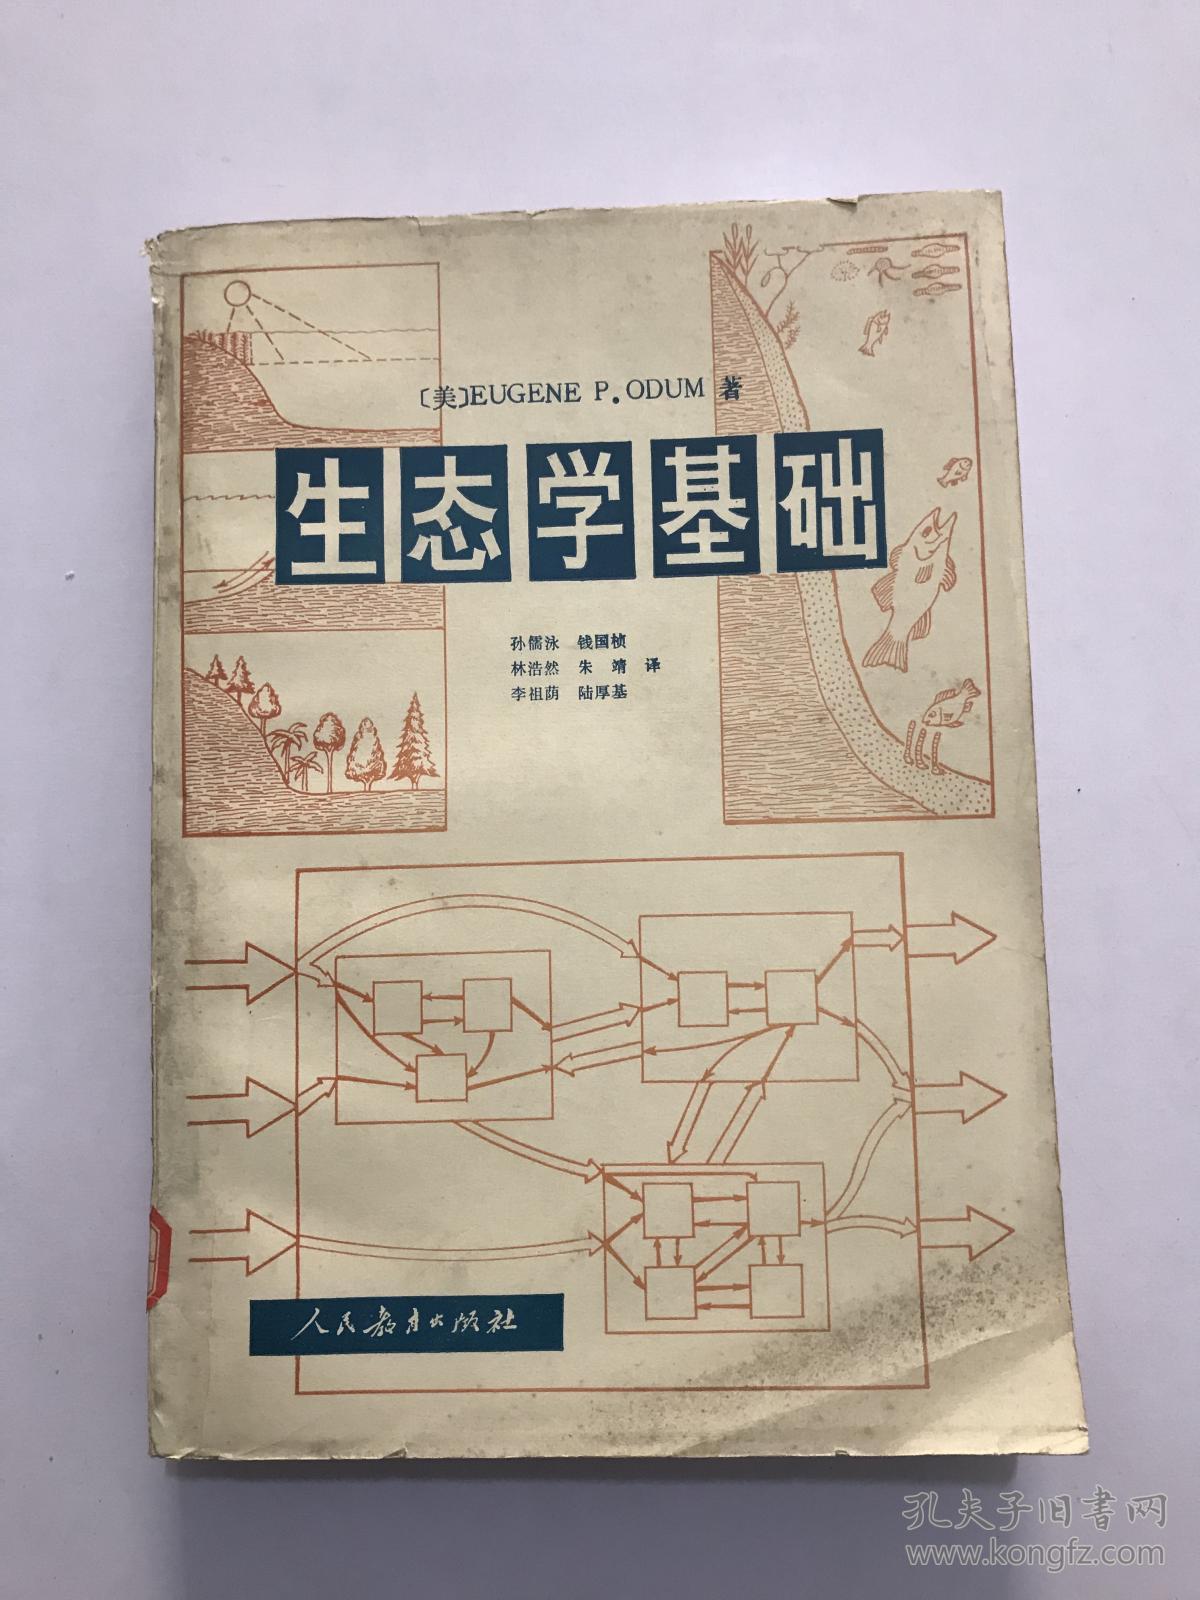 〔美〕EUGENE P. ODUM 著
生态学基础
孙儒泳 钱国桢
林浩然 朱靖 译
李祖荫 陆厚基
人民教育出版社
孔夫子旧书网
www.kongfz.com